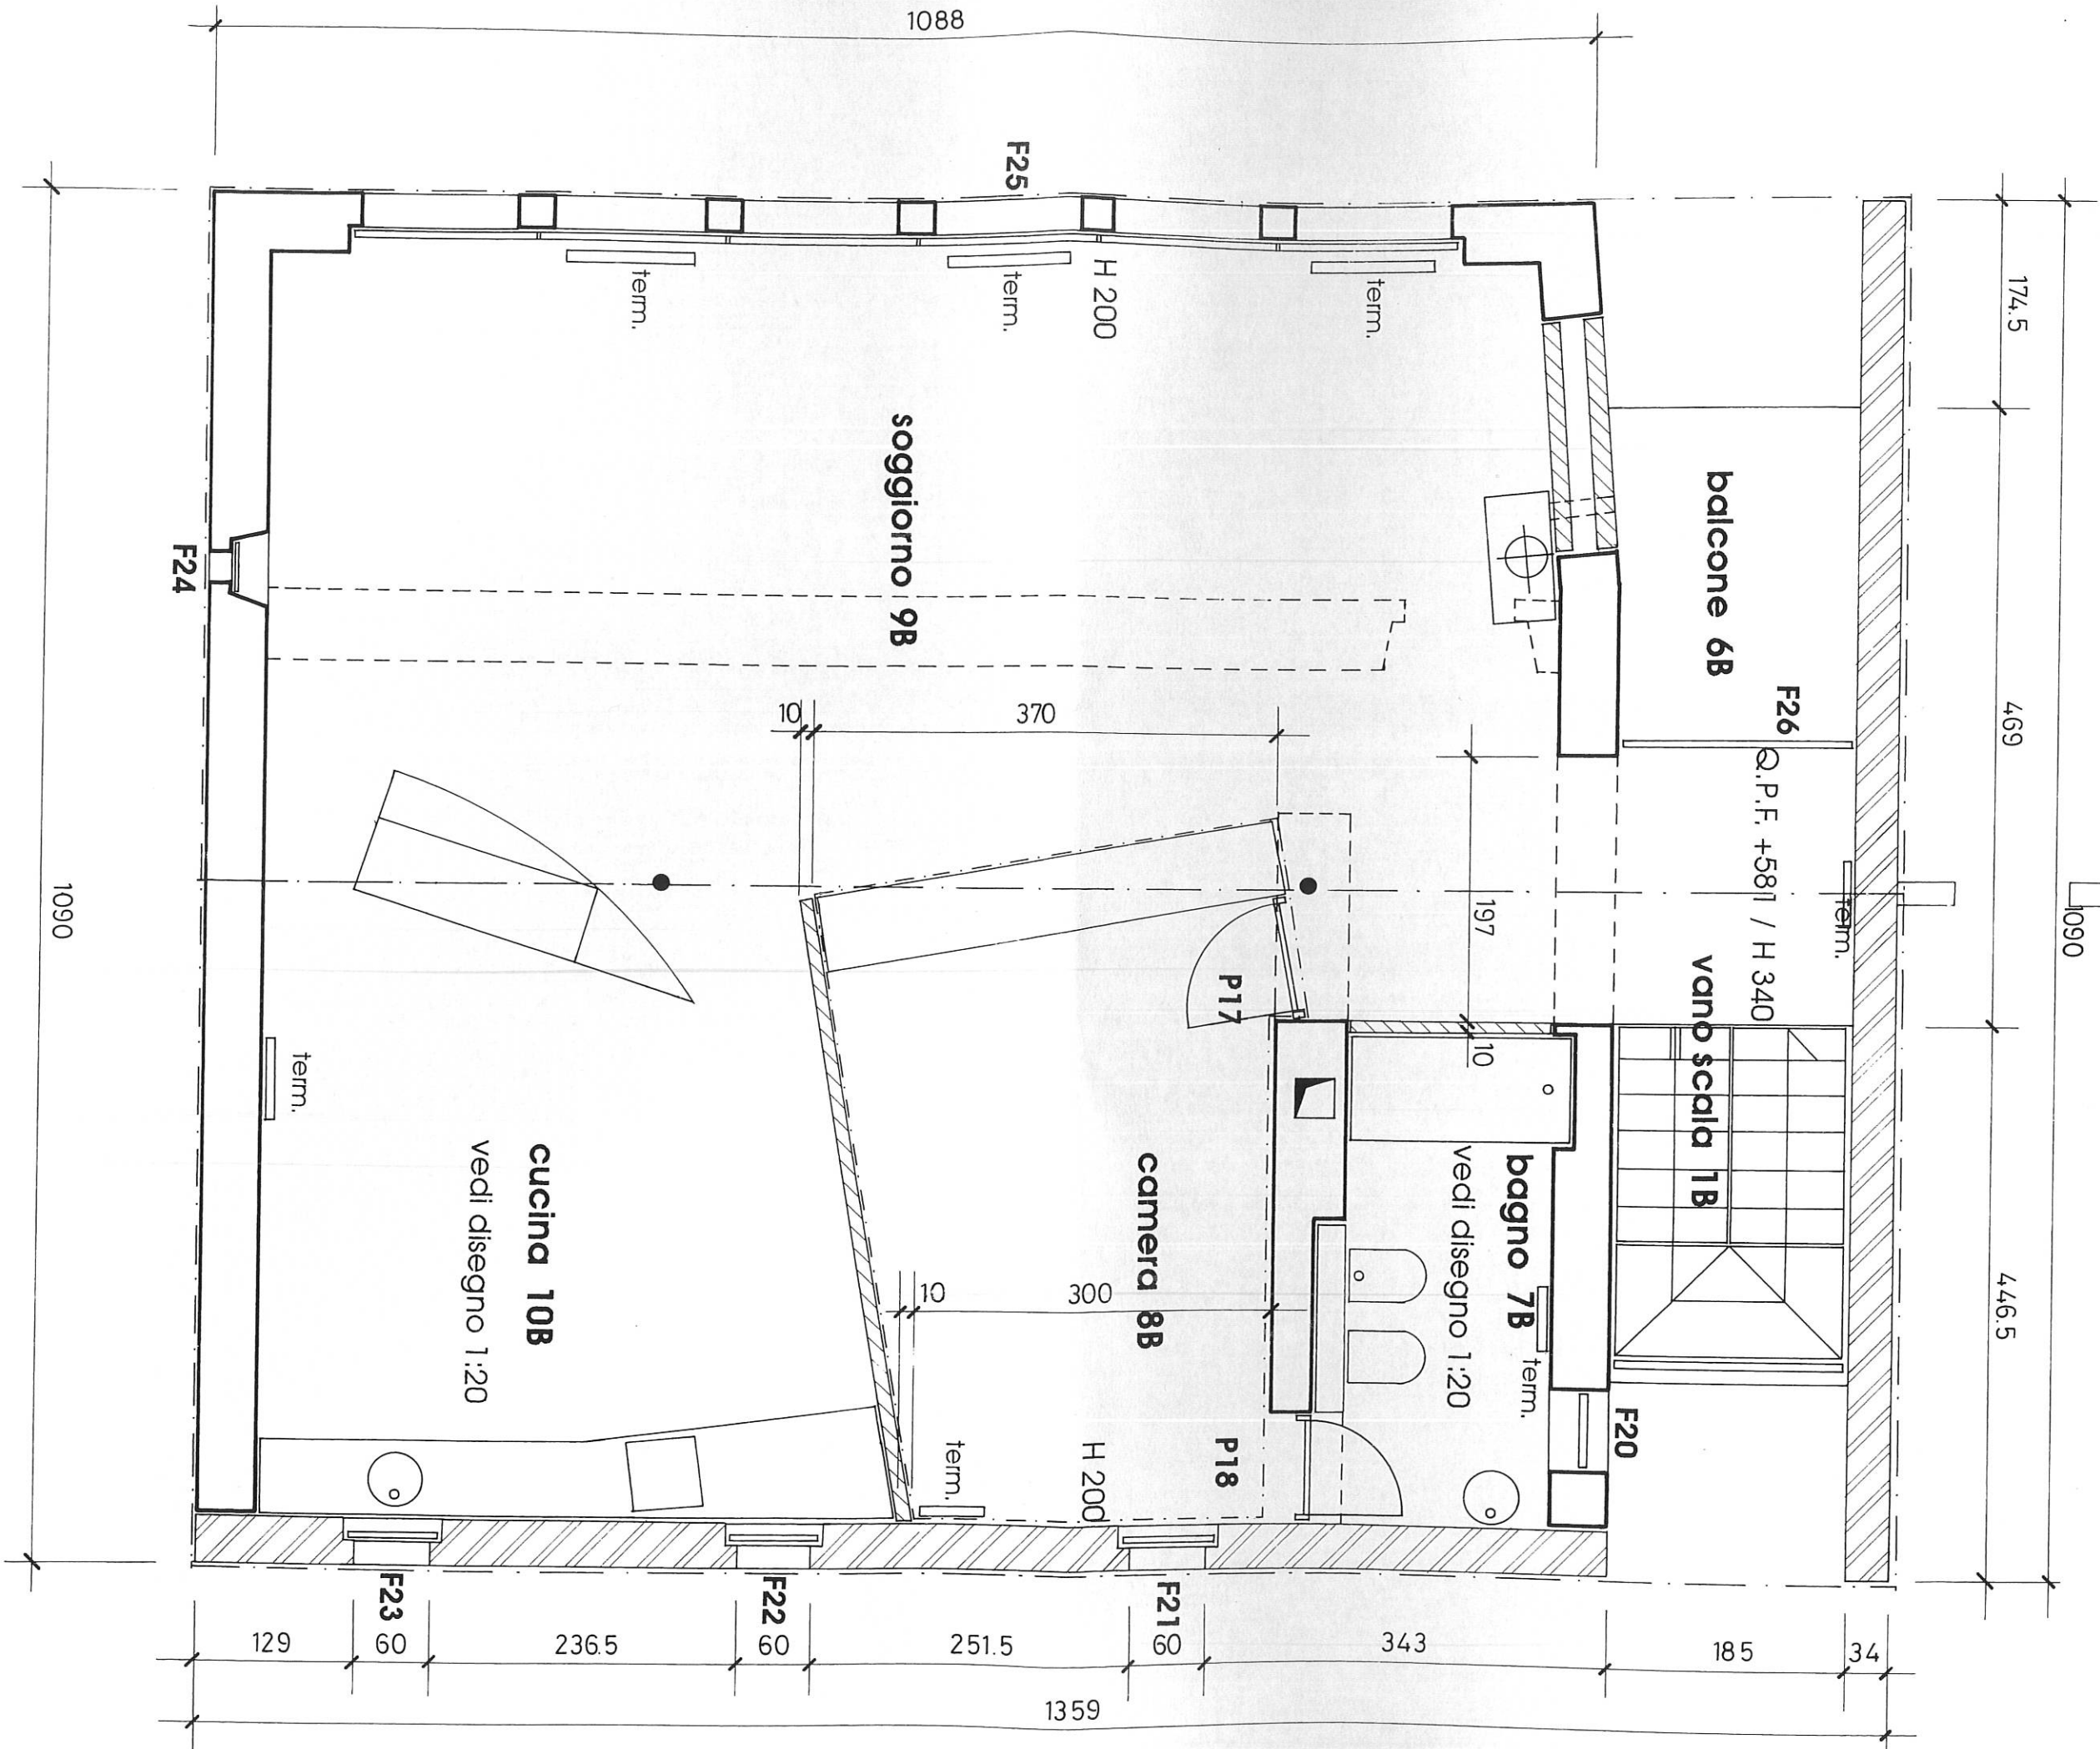 1088
F25
term.
term.
term.
H 200
174.5
soggiorno 9B
balcone 6B
F24
F26
469
10
370
Q.P.F. +581 / H 340
1090
197
term.
1090
P17
vano scala 1B
10
term.
cucina 10B
vedi disegno 1:20
camera 8B
bagno 7B
vedi disegno 1:20
10
300
446.5
term.
F20
term.
H 200
P18
F23
F22
F21
129
60
236.5
60
251.5
60
343
185
34
1359